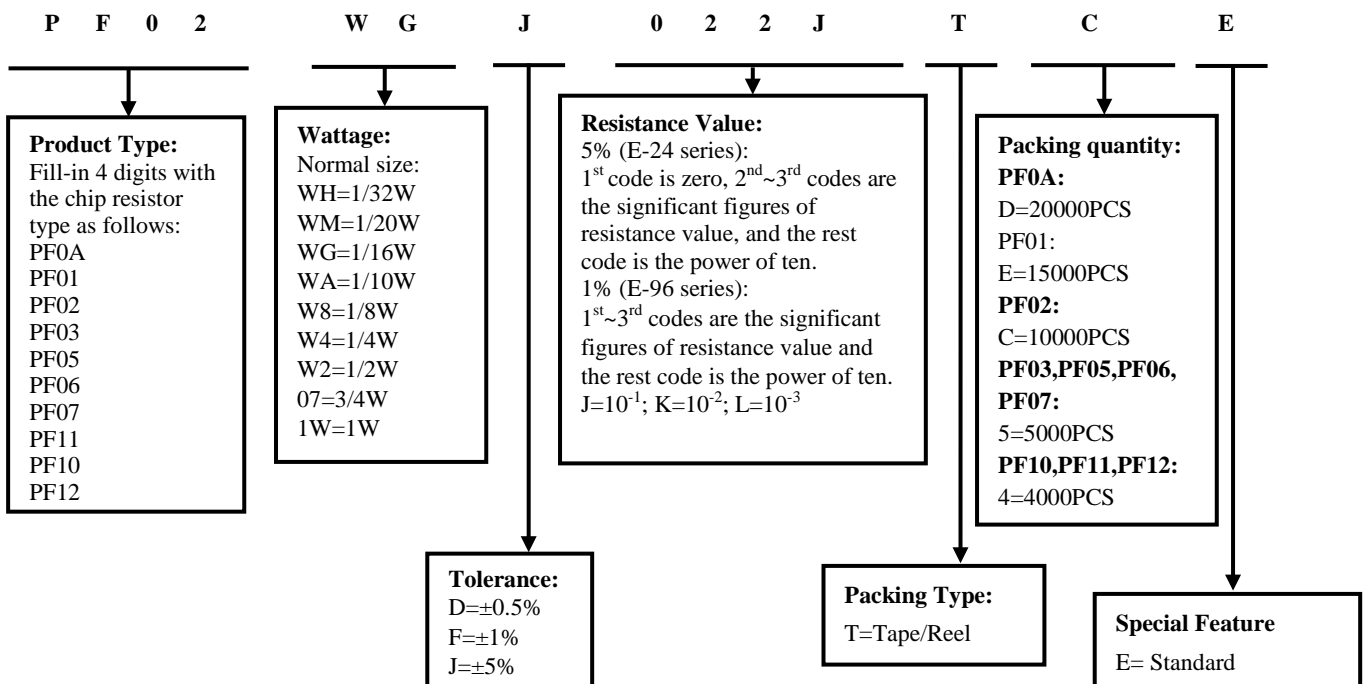 P F 0 2 W G J 0 2 2 J T C E
Product Type:
Fill-in 4 digits with
the chip resistor
type as follows:
PF0A
PF01
PF02
PF03
PF05
PF06
PF07
PF11
PF10
PF12
Wattage:
Normal size:
WH=1/32W
WM=1/20W
WG=1/16W
WA=1/10W
W8=1/8W
W4=1/4W
W2=1/2W
07=3/4W
1W=1W
Tolerance:
D=±0.5%
F=±1%
J=±5%
Resistance Value:
5% (E-24 series):
1st code is zero, 2nd~3rd codes are
the significant figures of
resistance value, and the rest
code is the power of ten.
1% (E-96 series):
1st~3rd codes are the significant
figures of resistance value and
the rest code is the power of ten.
J=10-1; K=10-2; L=10-3
Packing Type:
T=Tape/Reel
Packing quantity:
PF0A:
D=20000PCS
PF01:
E=15000PCS
PF02:
C=10000PCS
PF03,PF05,PF06,
PF07:
5=5000PCS
PF10,PF11,PF12:
4=4000PCS
Special Feature
E= Standard